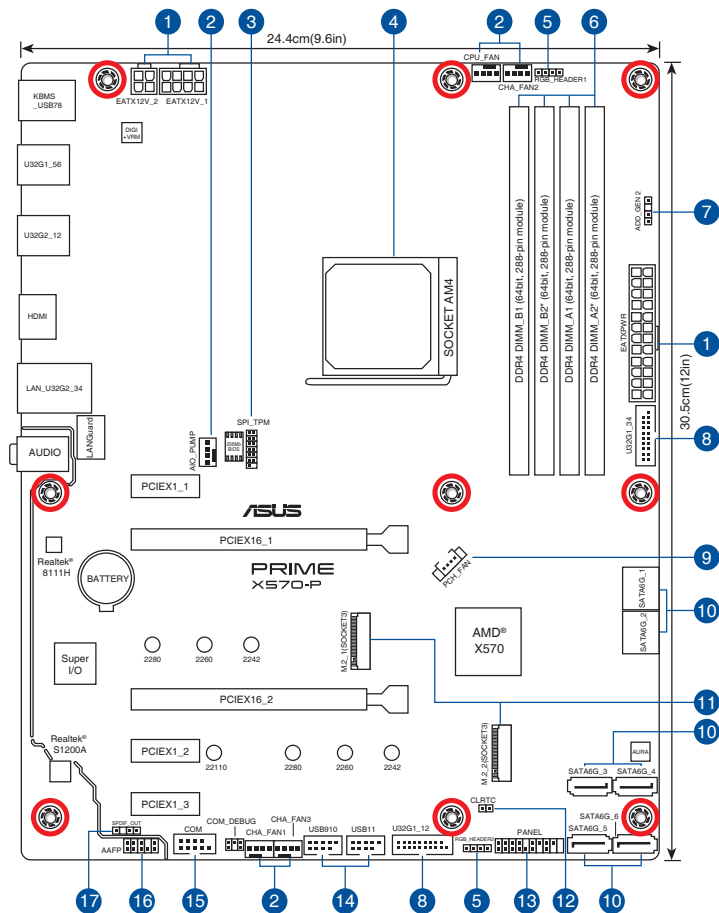 1
2
3
4
2
5
6
24.4cm(9.6in)
CPU_FAN
KBMS
_USB78
EATX12V_2
EATX12V_1
CHA_FAN2
RGB_HEADER1
DIGI
+VRM
U32G1_56
U32G2_12
HDMI
LAN_U32G2_34
LANGuard
AUDIO
SOCKET AM4
DDR4 DIMM_B1 (64bit, 288-pin module)
DDR4 DIMM_B2* (64bit, 288-pin module)
DDR4 DIMM_A1 (64bit, 288-pin module)
DDR4 DIMM_A2* (64bit, 288-pin module)
ADD_GEN 2
7
EATXPWR
1
30.5cm(12in)
U32G1_34
8
AIO_PUMP
256Mb
BIOS
SPI_TPM
PCIEX1_1
ASUS
PCIEX16_1
PRIME
X570-P
Realtek®
8111H
BATTERY
PCH_FAN
9
SATA6G_1
SATA6G_2
10
AMD®
X570
Super
I/O
2280
2260
2242
M.2_1(SOCKET3)
PCIEX16_2
11
Realtek®
S1200A
PCIEX1_2
22110
2280
2260
2242
M.2_2(SOCKET3)
AURA
10
SATA6G_3
SATA6G_4
PCIEX1_3
CLRTC
SPDIF_OUT
AAFP
COM
COM_DEBUG
CHA_FAN1
CHA_FAN3
USB910
USB11
U32G1_12
RGB_HEADER2
PANEL
SATA6G_5
SATA6G_6
17
16
15
2
14
8
5
13
12
10